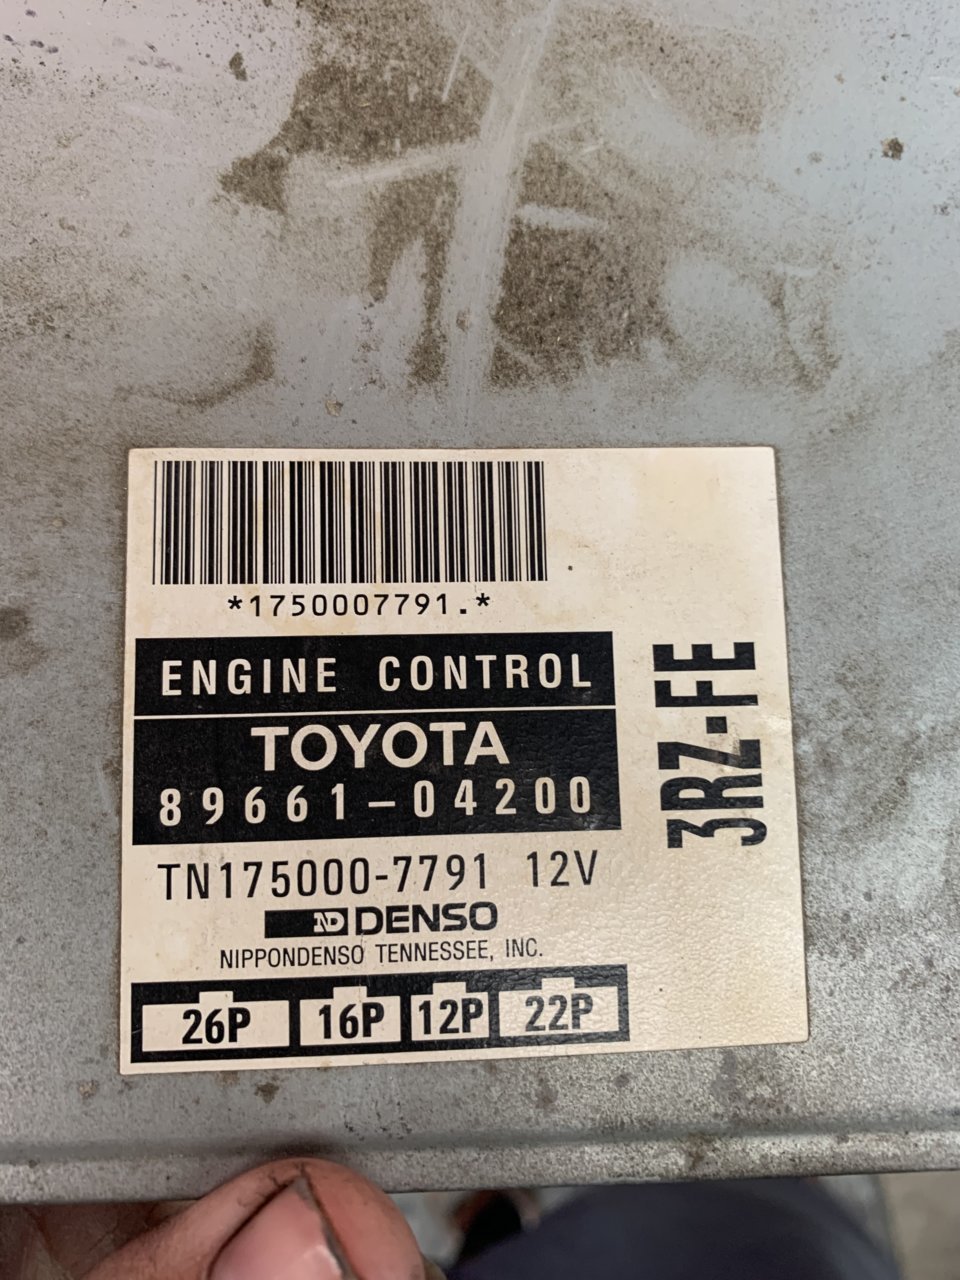 *1750007791.*
ENGINE CONTROL
TOYOTA
89661-04200
3RZ-FE
TN175000-7791 12V
ND DENSO
NIPPONDENSO TENNESSEE, INC.
26P 16P 12P 22P